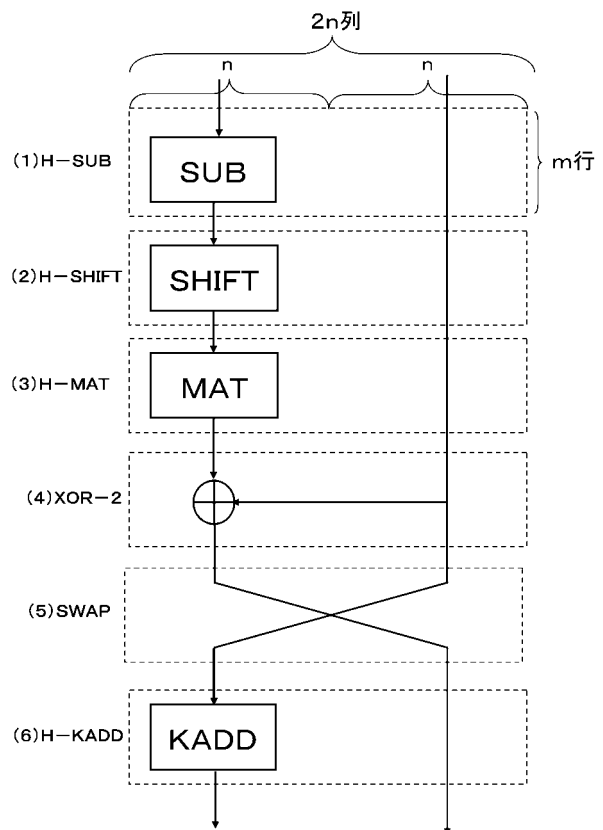 2n列
n n
(1)H-SUB
SUB
m行
(2)H-SHIFT
SHIFT
(3)H-MAT
MAT
(4)XOR-2
(5)SWAP
(6)H-KADD
KADD